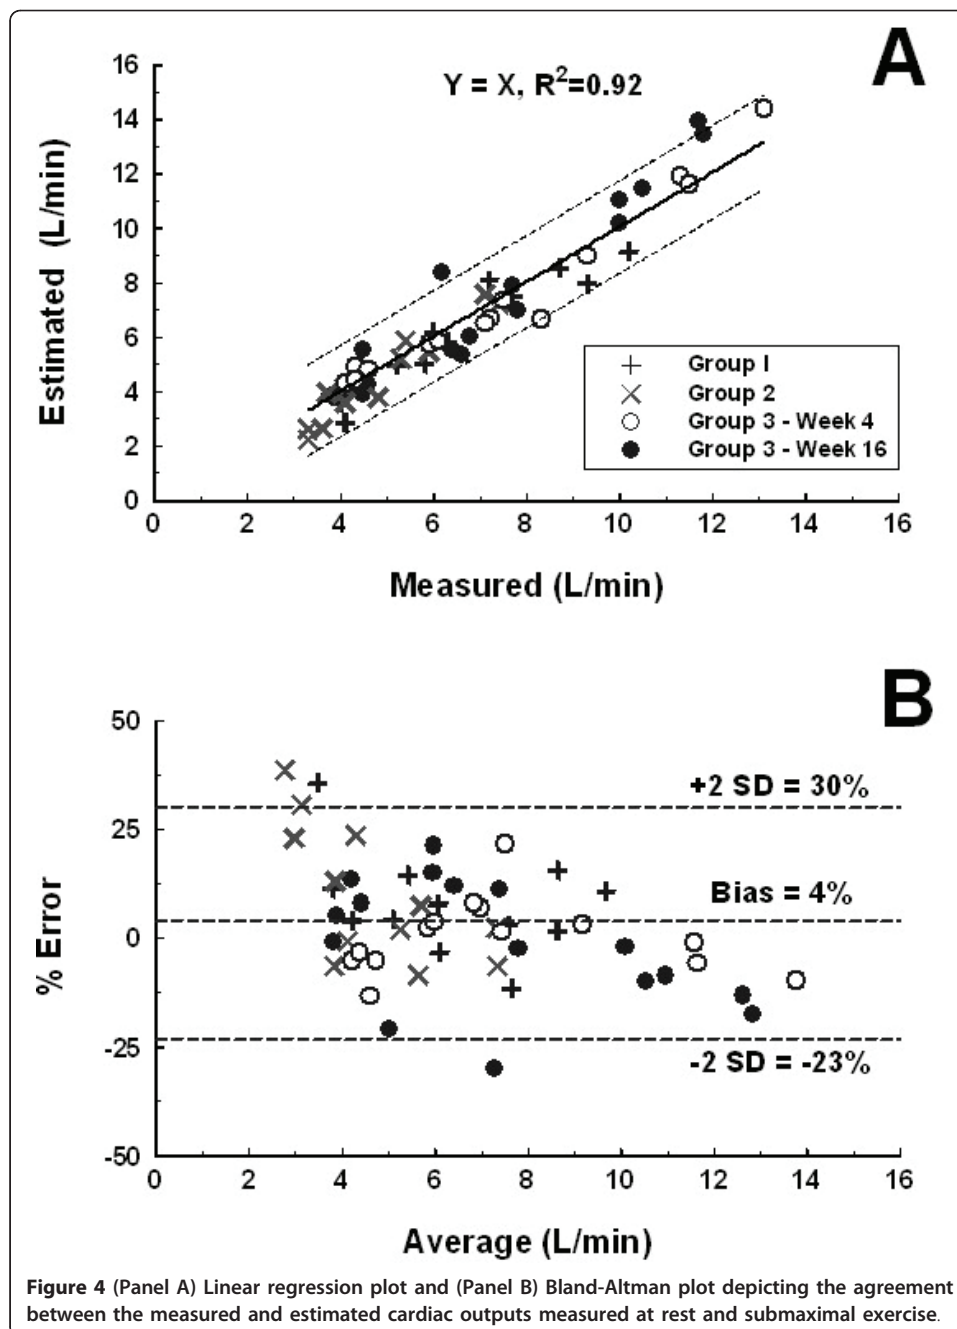 A
Y = X, R²=0.92
Estimated (L/min)
16
14
12
10
8
6
4
2
0
Group I
Group 2
Group 3 - Week 4
Group 3 - Week 16
0 2 4 6 8 10 12 14 16
Measured (L/min)
B
% Error
50
25
0
-25
-50
+2 SD = 30%
Bias = 4%
-2 SD = -23%
0 2 4 6 8 10 12 14 16
Average (L/min)
Figure 4 (Panel A) Linear regression plot and (Panel B) Bland-Altman plot depicting the agreement
between the measured and estimated cardiac outputs measured at rest and submaximal exercise.